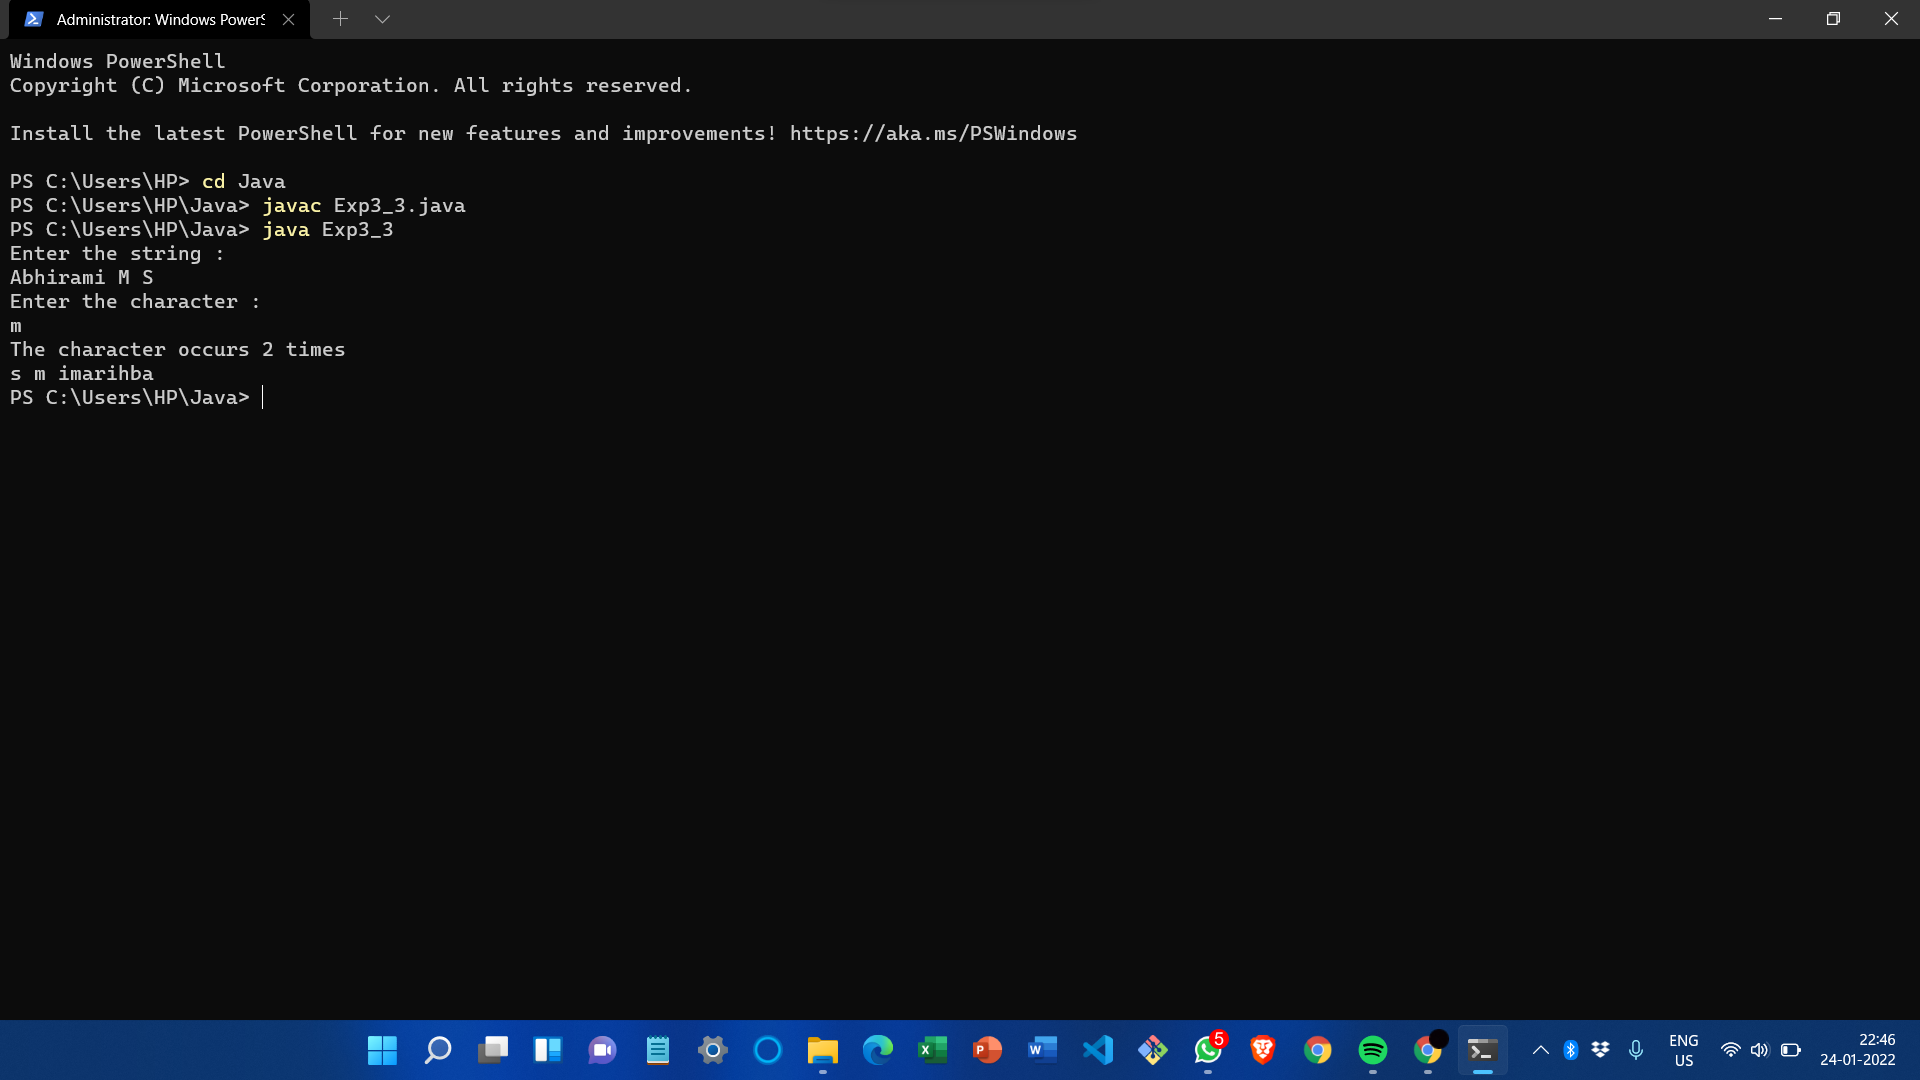 Administrator: Windows PowerS
Windows PowerShell
Copyright (C) Microsoft Corporation. All rights reserved.
Install the latest PowerShell for new features and improvements! https://aka.ms/PSWindows
PS C:\Users\HP> cd Java
PS C:\Users\HP\Java> javac Exp3_3.java
PS C:\Users\HP\Java> java Exp3_3
Enter the string :
Abhirami M S
Enter the character :
m
The character occurs 2 times
s m imarihba
PS C:\Users\HP\Java>
5
ENG
US
22:46
24-01-2022